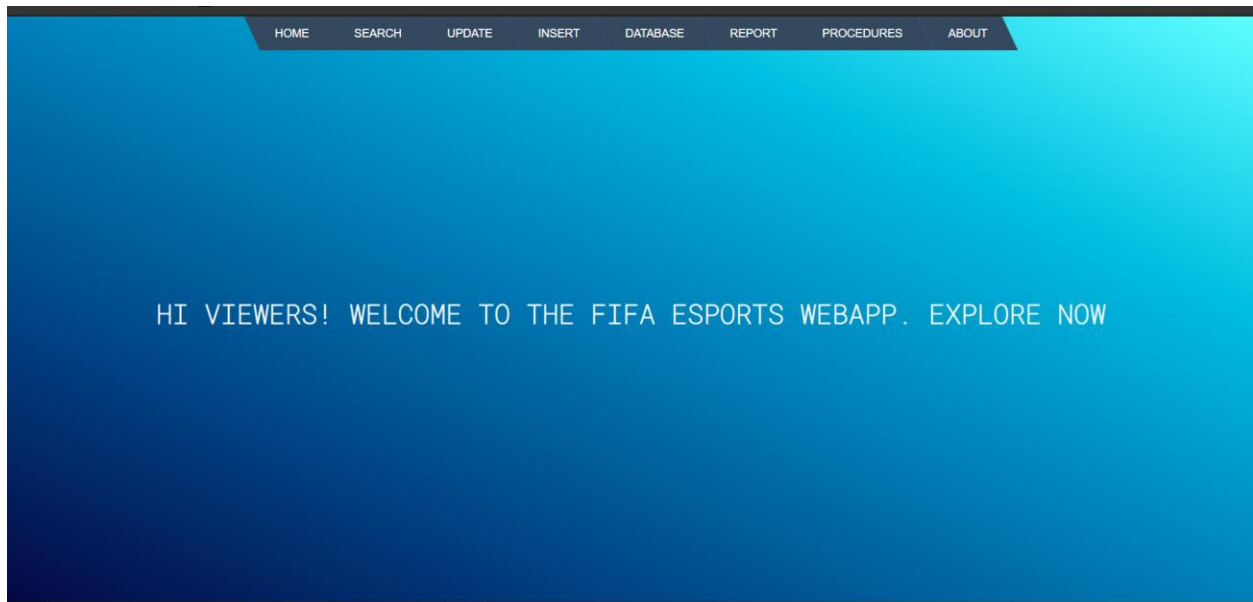 HOME SEARCH UPDATE INSERT DATABASE REPORT PROCEDURES ABOUT
HI VIEWERS! WELCOME TO THE FIFA ESPORTS WEBAPP. EXPLORE NOW